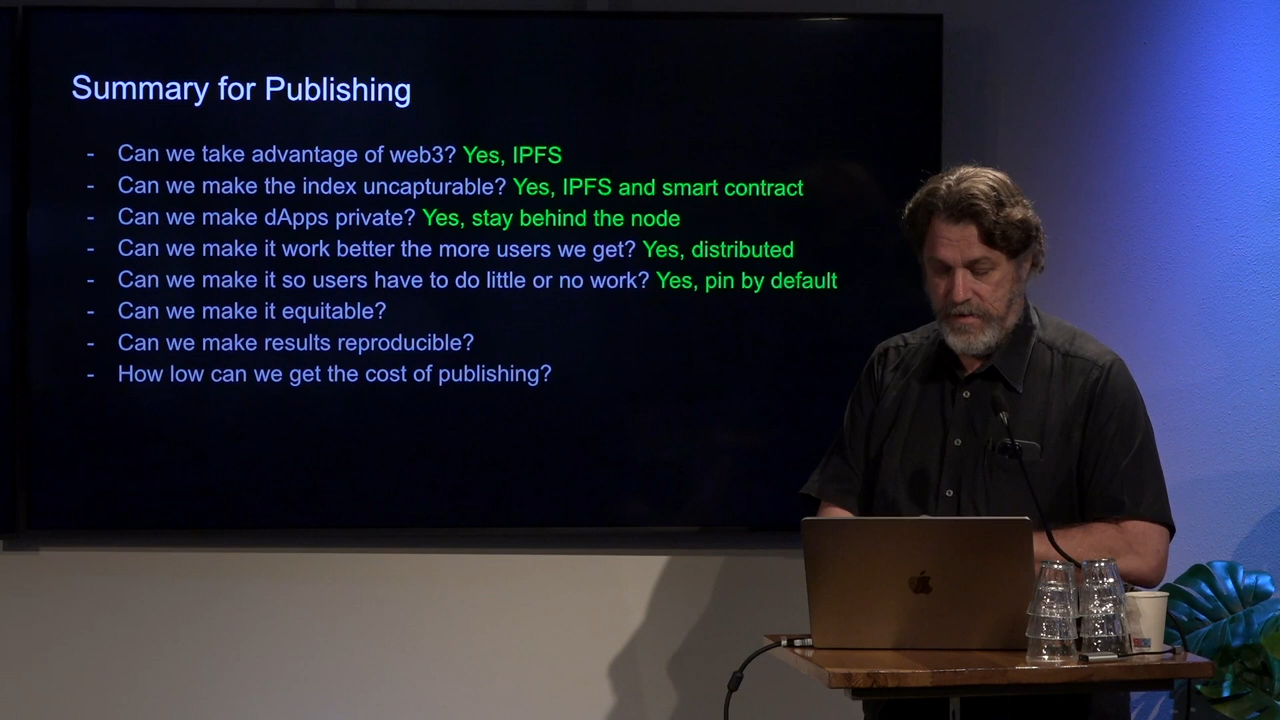 Summary for Publishing
- Can we take advantage of web3? Yes, IPFS
- Can we make the index uncapturable? Yes, IPFS and smart contract
- Can we make dApps private? Yes, stay behind the node
- Can we make it work better the more users we get? Yes, distributed
- Can we make it so users have to do little or no work? Yes, pin by default
- Can we make it equitable?
- Can we make results reproducible?
- How low can we get the cost of publishing?